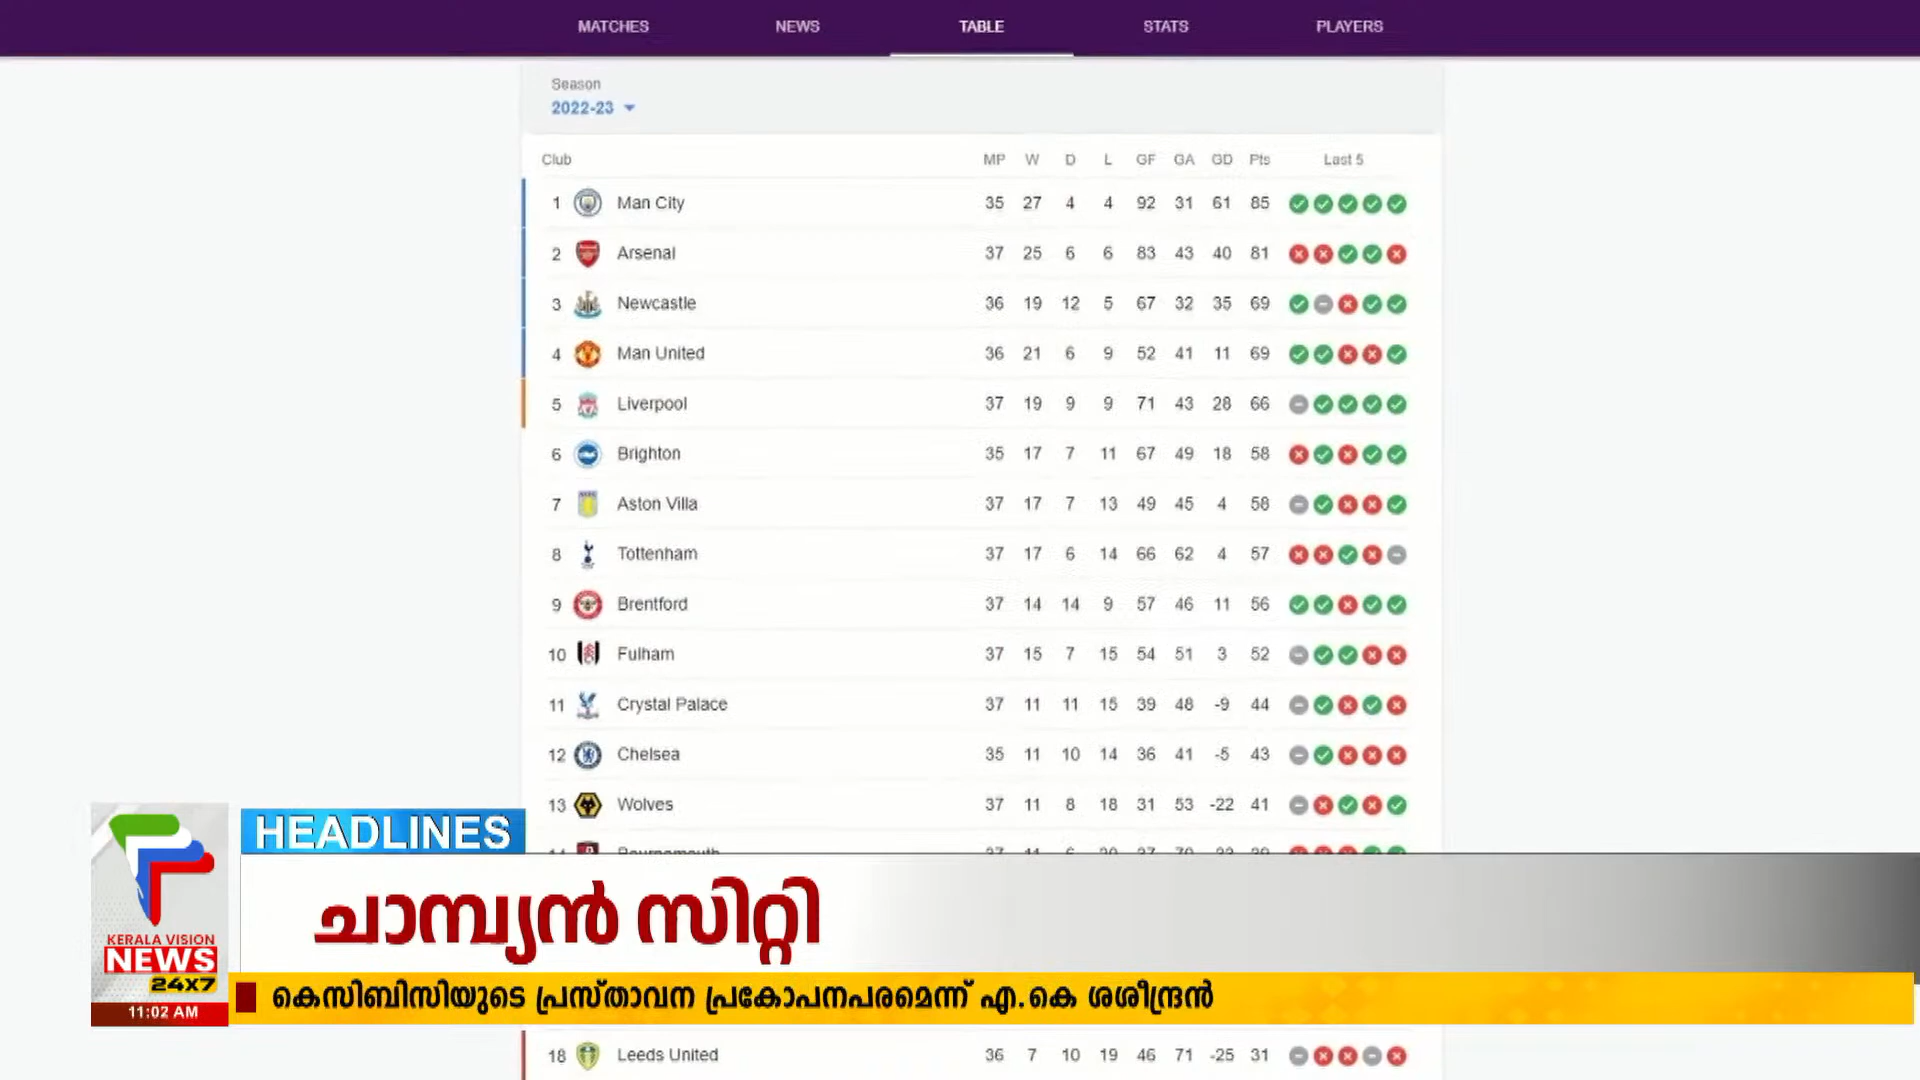 MATCHES NEWS TABLE STATS PLAYERS
Season
2022-23
Club MP W D L GF GA GD Pts Last 5
1 Man City 35 27 4 4 92 31 61 85
2 Arsenal 37 25 6 6 83 43 40 81
3 Newcastle 36 19 12 5 67 32 35 69
4 Man United 36 21 6 9 52 41 11 69
5 Liverpool 37 19 9 9 71 43 28 66
6 Brighton 35 17 7 11 67 49 18 58
7 Aston Villa 37 17 7 13 49 45 4 58
8 Tottenham 37 17 6 14 66 62 4 57
9 Brentford 37 14 14 9 57 46 11 56
10 Fulham 37 15 7 15 54 51 3 52
11 Crystal Palace 37 11 11 15 39 48 -9 44
12 Chelsea 35 11 10 14 36 41 -5 43
13 Wolves 37 11 8 18 31 53 -22 41
HEADLINES
ചാമ്പ്യൻ സിറ്റി
KERALA VISION
NEWS
24x7
11:02 AM
കെസിബിസിയുടെ പ്രസ്താവന പ്രകോപനപരമെന്ന് എ.കെ ശശീന്ദ്രൻ
18 Leeds United 36 7 10 19 46 71 -25 31